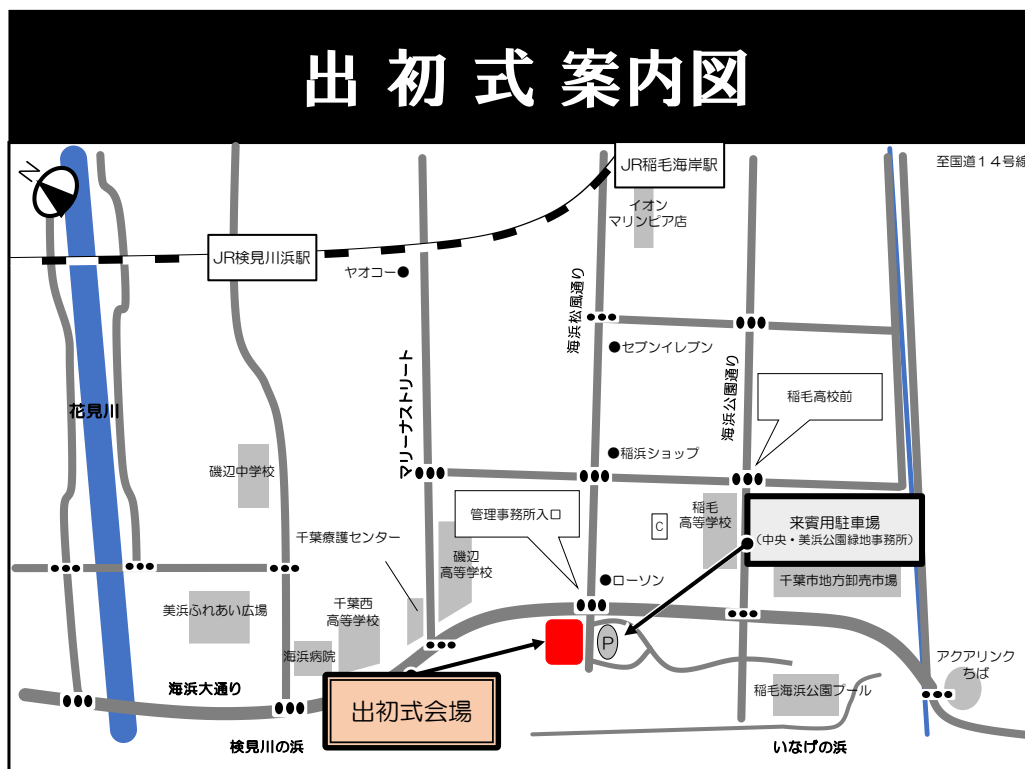 出初式案内図
N
至国道14号線
JR稲毛海岸駅
イオン
マリンピア店
JR検見川浜駅
ヤオコー
海浜松風通り
セブンイレブン
マリーナストリート
海浜公園通り
稲毛高校前
花見川
稲浜ショップ
磯辺中学校
管理事務所入口
C
稲毛
高等学校
来賓用駐車場
(中央・美浜公園緑地事務所)
千葉療護センター
磯辺
高等学校
ローソン
千葉市地方卸売市場
美浜ふれあい広場
千葉西
高等学校
P
海浜病院
アクアリンク
ちば
海浜大通り
出初式会場
稲毛海浜公園プール
検見川の浜
いなげの浜